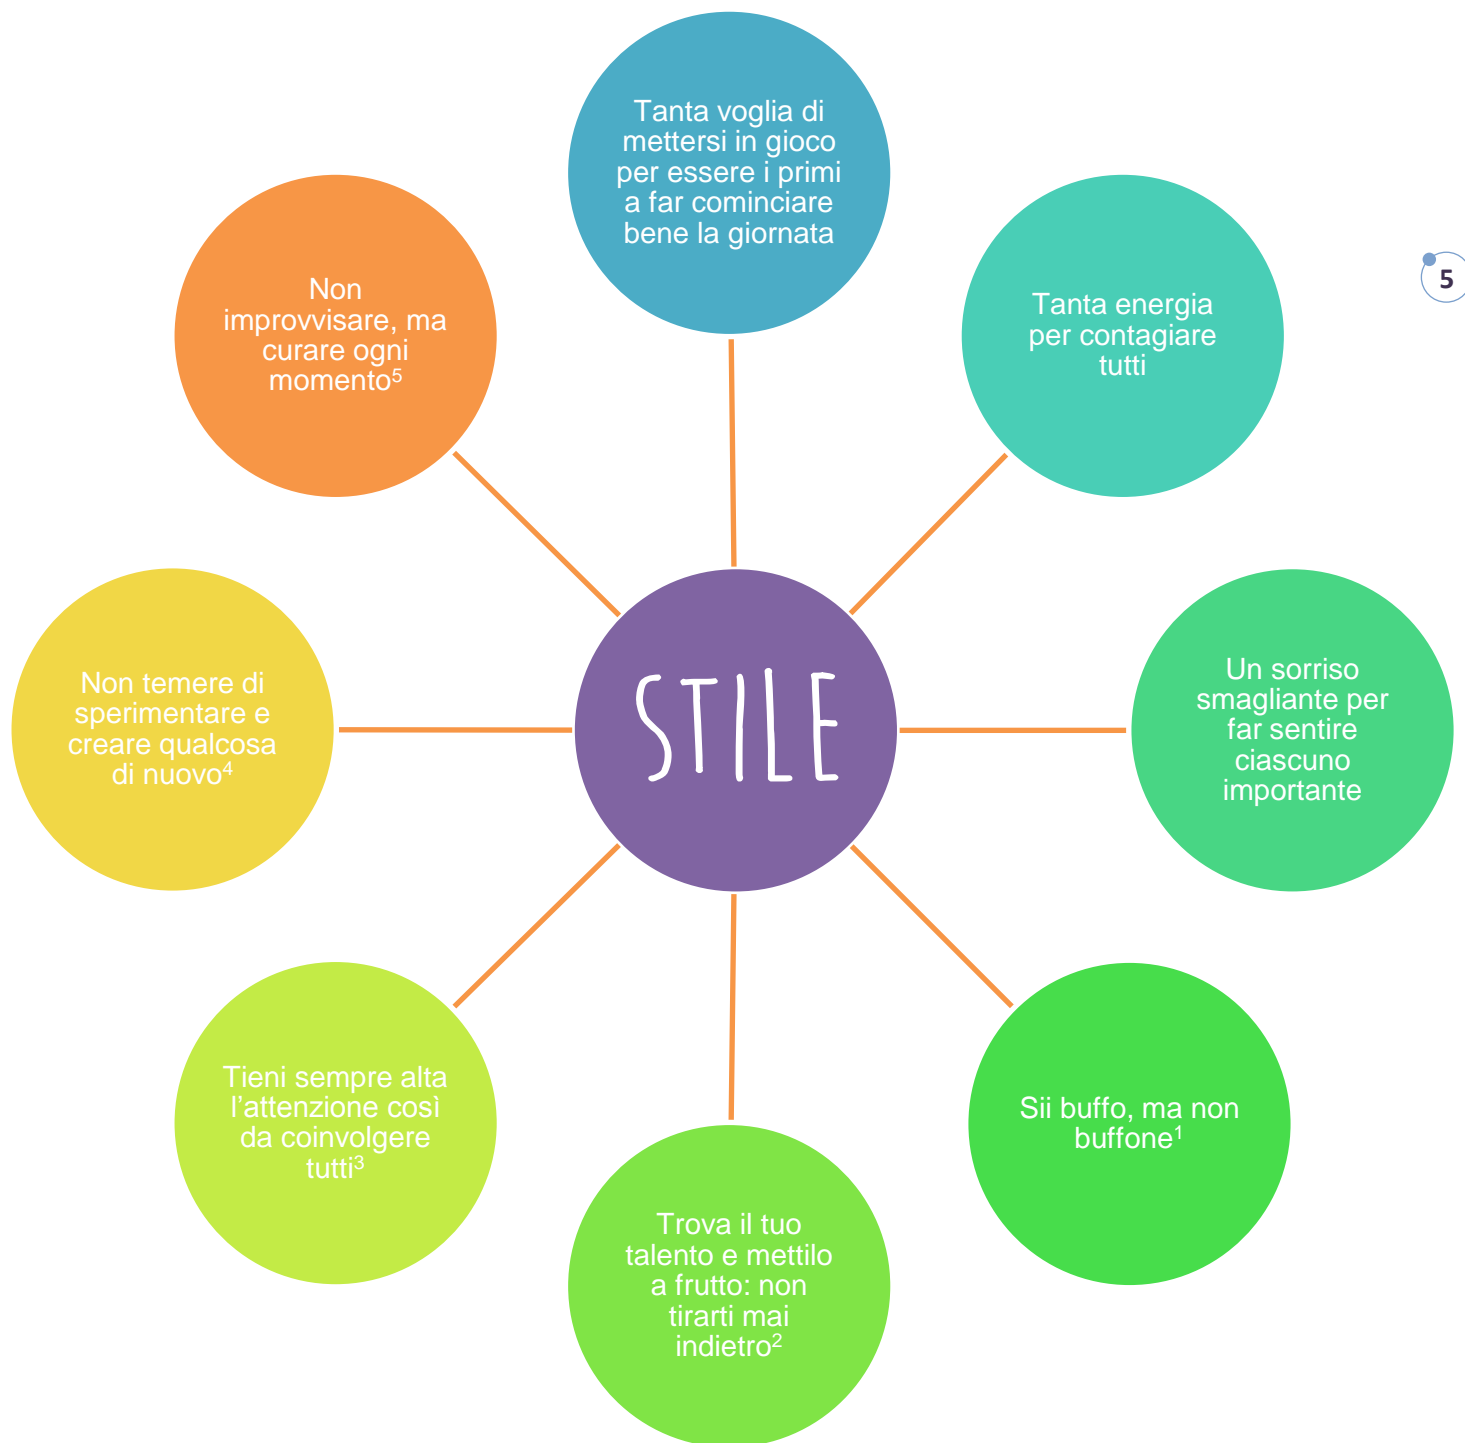 Tanta voglia di
mettersi in gioco
per essere i primi
a far cominciare
bene la giornata
Tanta energia
per contagiare
tutti
5
Un sorriso
smagliante per
far sentire
ciascuno
importante
Sii buffo, ma non
buffone¹
Trova il tuo
talento e mettilo
a frutto: non
tirarti mai
indietro²
Tieni sempre alta
l’attenzione così
da coinvolgere
tutti³
Non temere di
sperimentare e
creare qualcosa
di nuovo⁴
Non
improvvisare, ma
curare ogni
momento⁵
STILE